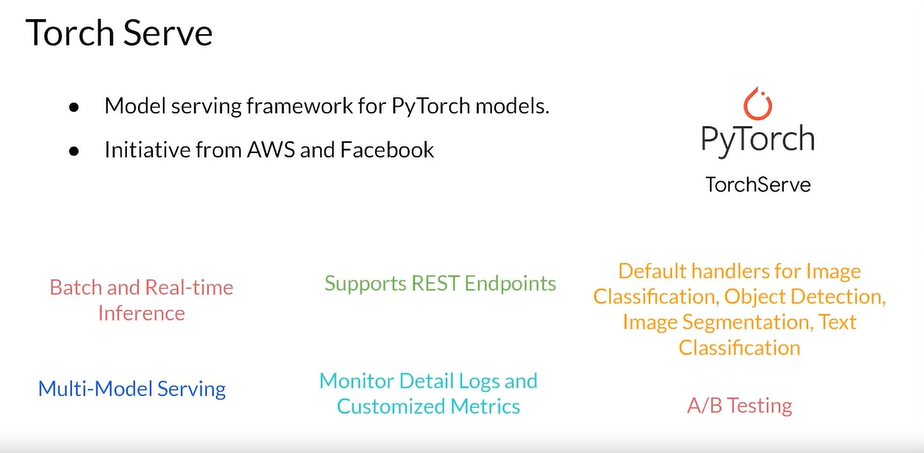 Torch Serve
● Model serving framework for PyTorch models.
● Initiative from AWS and Facebook
PyTorch
TorchServe
Batch and Real-time
Inference
Supports REST Endpoints
Default handlers for Image
Classification, Object Detection,
Image Segmentation, Text
Classification
Multi-Model Serving
Monitor Detail Logs and
Customized Metrics
A/B Testing